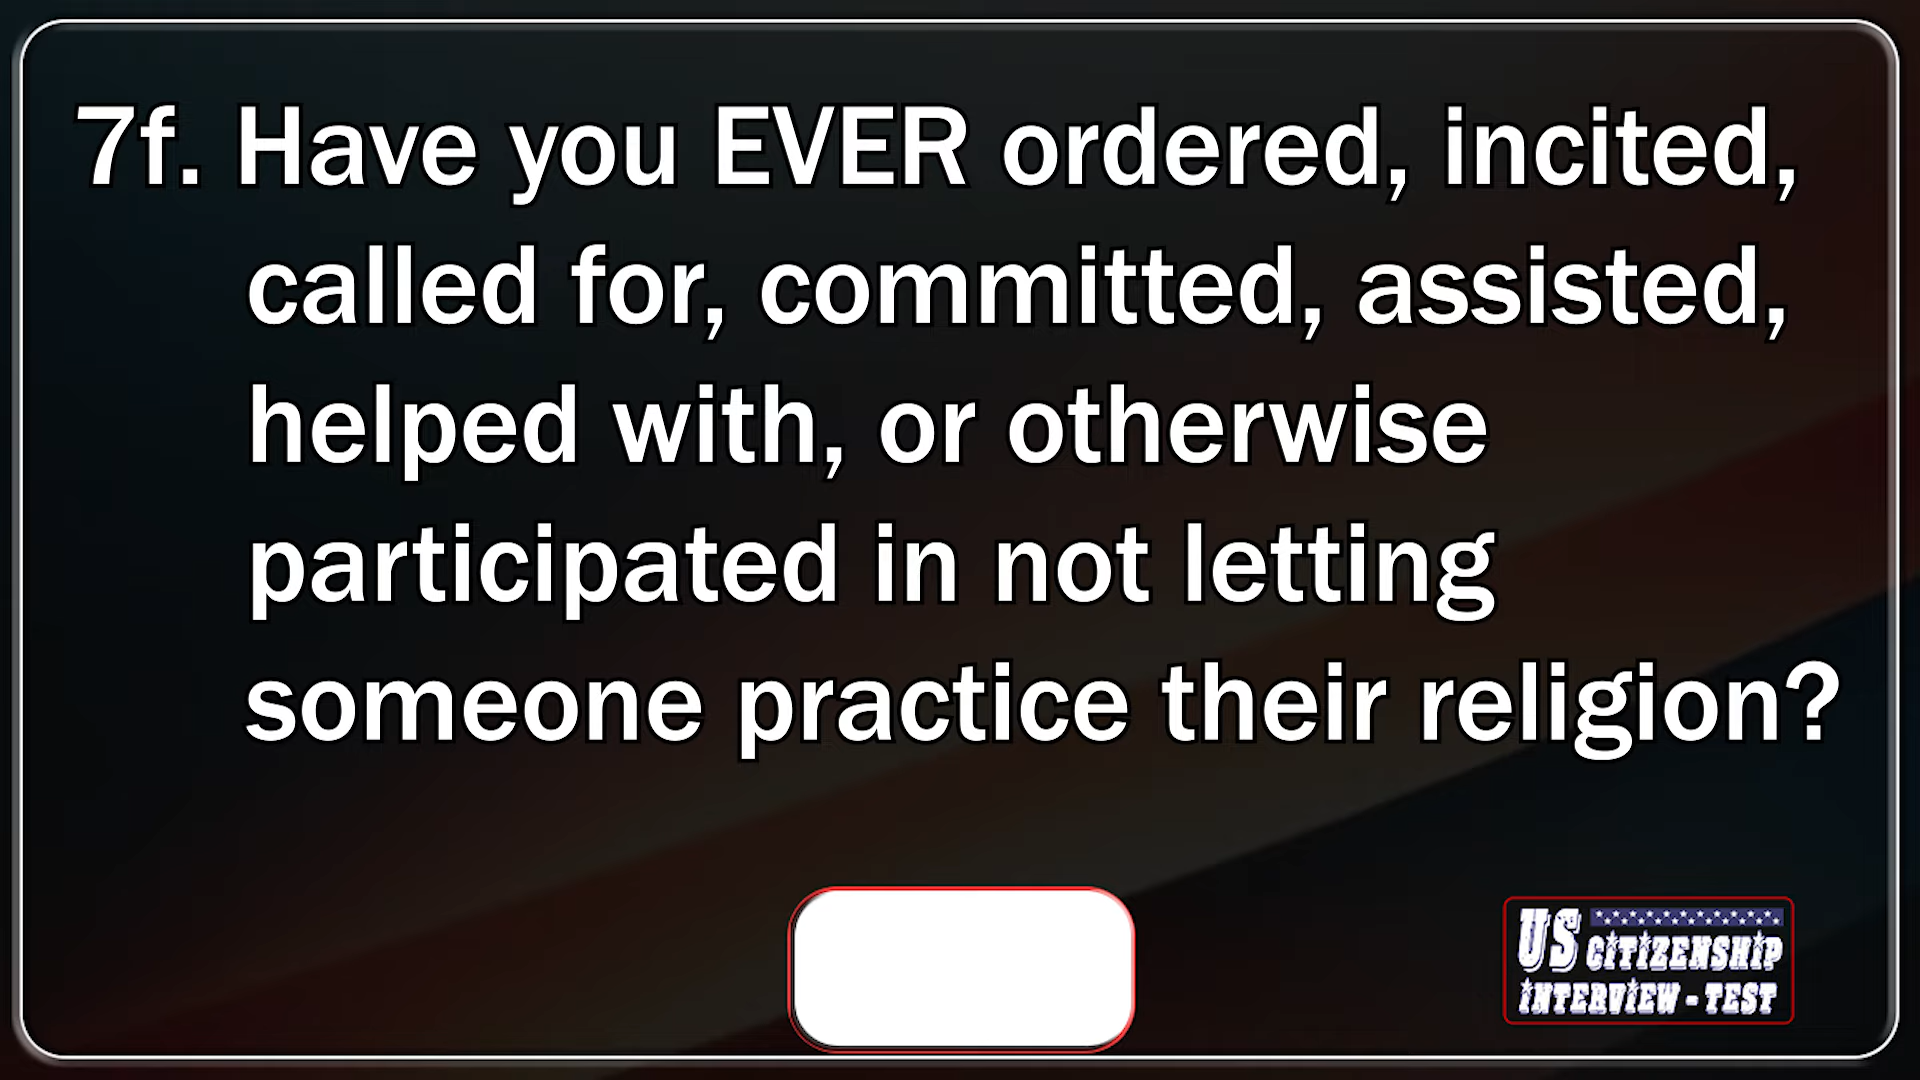 7f. Have you EVER ordered, incited,
called for, committed, assisted,
helped with, or otherwise
participated in not letting
someone practice their religion?
US CITIZENSHIP
INTERVIEW - TEST